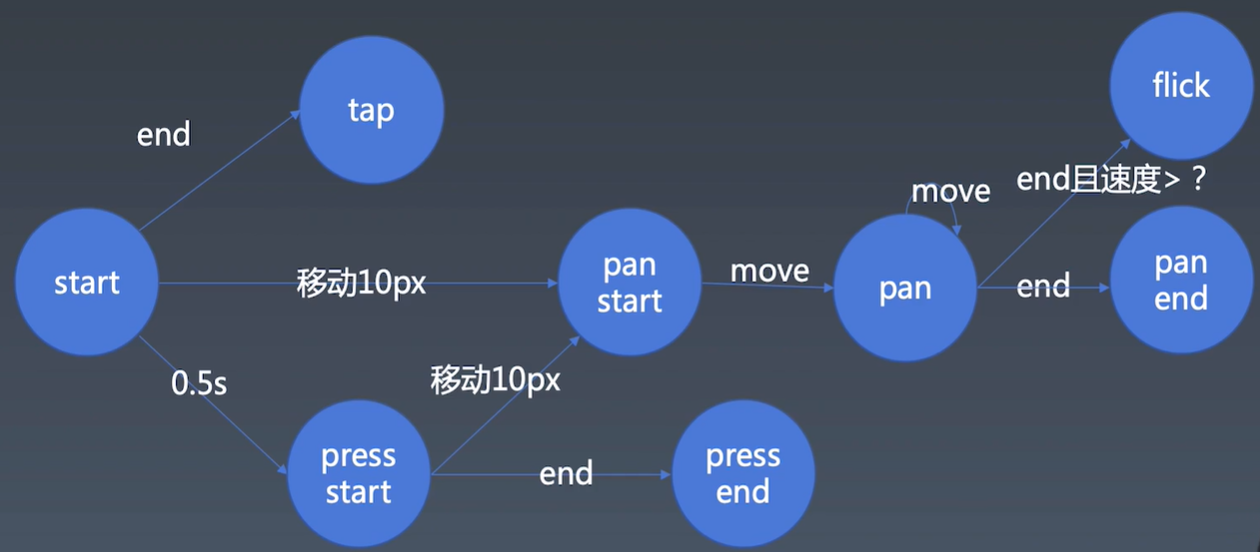 flick
tap
end
end且速度>？
move
start
移动10px
pan
start
move
pan
end
pan
end
0.5s
移动10px
press
start
end
press
end